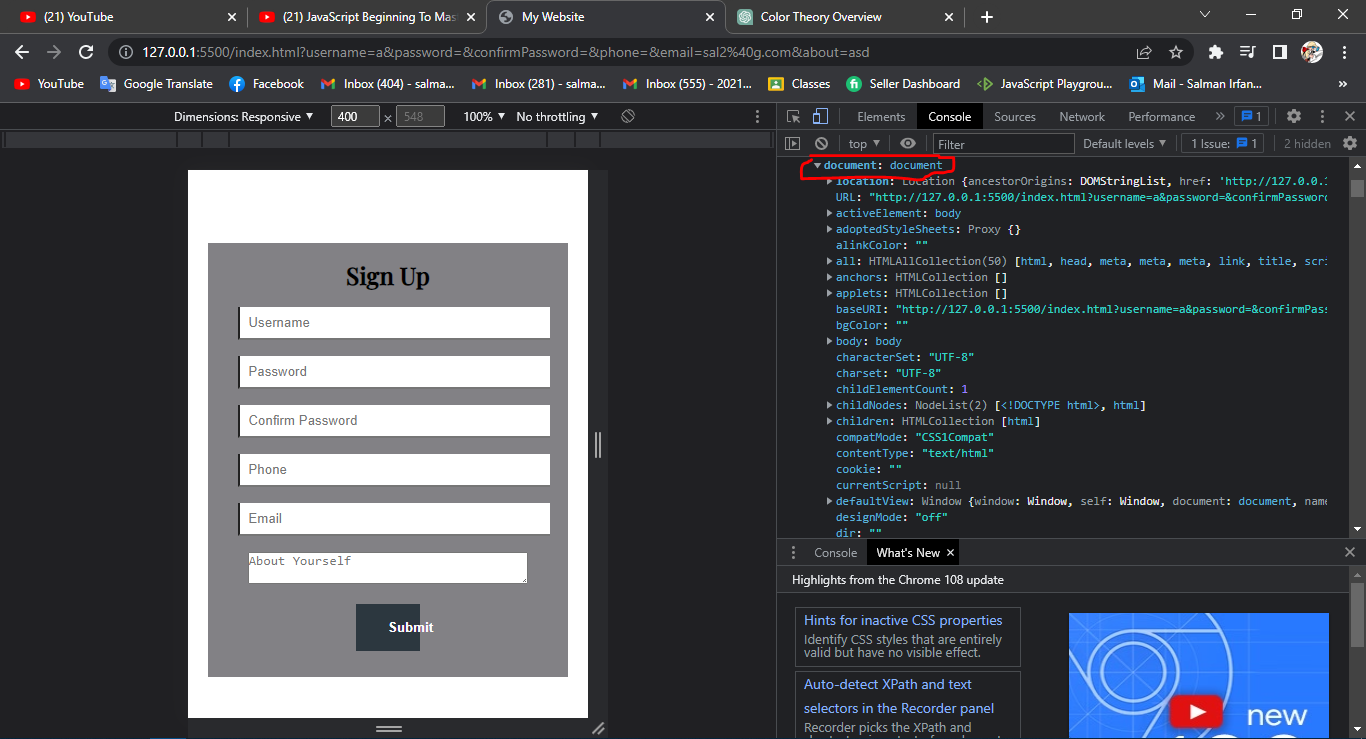 (21) YouTube
(21) JavaScript Beginning To Mas
My Website
Color Theory Overview
127.0.0.1:5500/index.html?username=a&password=&confirmPassword=&phone=&email=sal2%40g.com&about=asd
YouTube
Google Translate
Facebook
Inbox (404) - salma...
Inbox (281) - salma...
Inbox (555) - 2021...
Classes
Seller Dashboard
JavaScript Playgrou...
Mail - Salman Irfan...
»
Dimensions: Responsive
400
×
548
100%
No throttling
Elements
Console
Sources
Network
Performance
»
1
top
Filter
Default levels
1 Issue:
1
2 hidden
Sign Up
Username
Password
Confirm Password
Phone
Email
About Yourself
Submit
document: document
location: Location {ancestorOrigins: DOMStringList, href: 'http://127.0.0.1
URL: "http://127.0.0.1:5500/index.html?username=a&password=&confirmPassword
activeElement: body
adoptedStyleSheets: Proxy {}
alinkColor: ""
all: HTMLAllCollection(50) [html, head, meta, meta, meta, link, title, scri
anchors: HTMLCollection []
applets: HTMLCollection []
baseURI: "http://127.0.0.1:5500/index.html?username=a&password=&confirmPass
bgColor: ""
body: body
characterSet: "UTF-8"
charset: "UTF-8"
childElementCount: 1
childNodes: NodeList(2) [<!DOCTYPE html>, html]
children: HTMLCollection [html]
compatMode: "CSS1Compat"
contentType: "text/html"
cookie: ""
currentScript: null
defaultView: Window {window: Window, self: Window, document: document, name
designMode: "off"
dir: ""
Console
What's New
Highlights from the Chrome 108 update
Hints for inactive CSS properties
Identify CSS styles that are entirely
valid but have no visible effect.
Auto-detect XPath and text
selectors in the Recorder panel
Recorder picks the XPath and
new